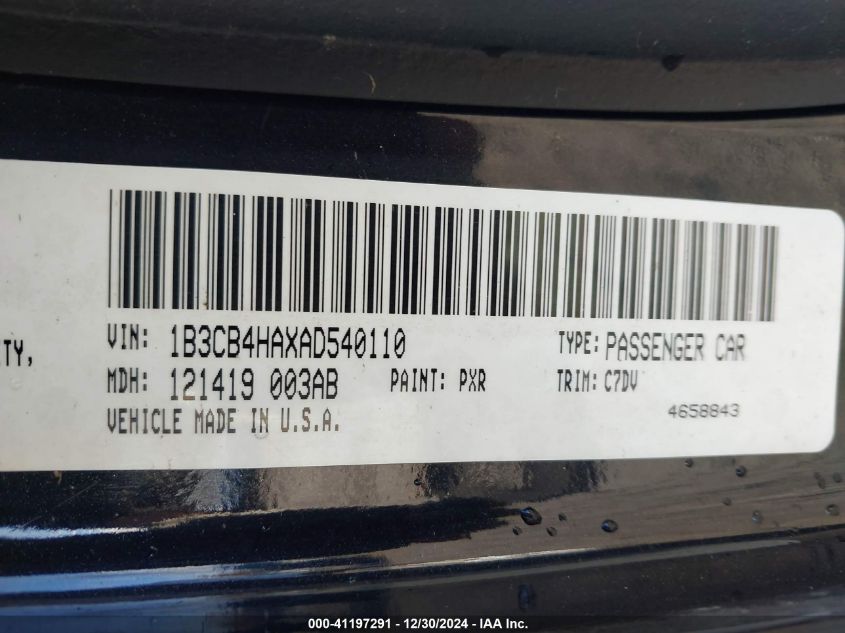 ITY,
VIN: 1B3CB4HAXAD540110 TYPE: PASSENGER CAR
MDH: 121419 003AB PAINT: PXR TRIM: C7DV
VEHICLE MADE IN U.S.A. 4658843
000-41197291 - 12/30/2024 - IAA Inc.